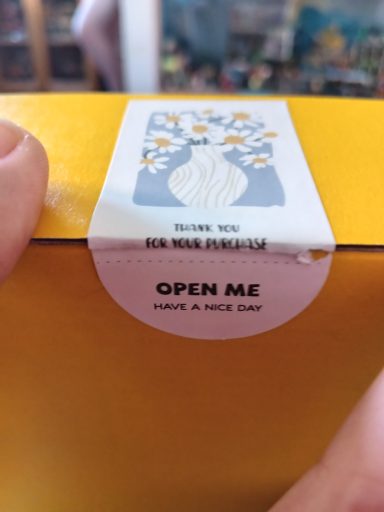 THANK YOU
FOR YOUR PURCHASE
OPEN ME
HAVE A NICE DAY